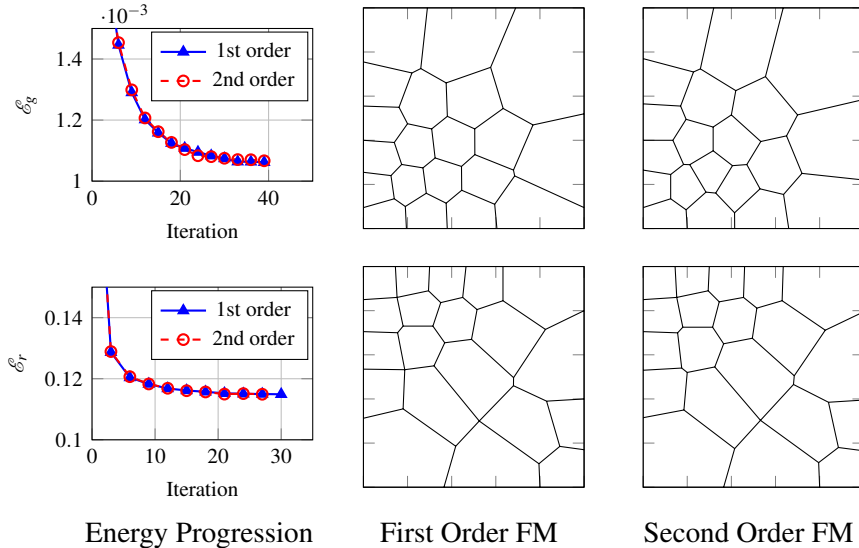 ·10−3
1.4
1.2
1
ℰg
1st order
2nd order
0
20
40
Iteration
0.14
0.12
0.1
ℰr
1st order
2nd order
0
10
20
30
Iteration
Energy Progression
First Order FM
Second Order FM